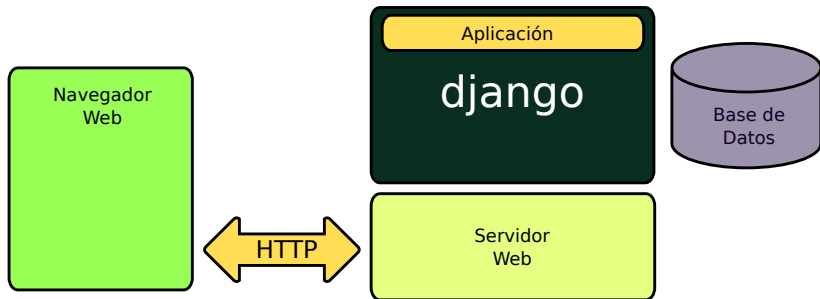 Aplicación
django
Navegador
Web
Base de
Datos
HTTP
Servidor
Web